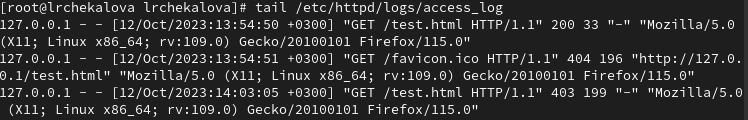 [root@lrchekalova lrchekalova]# tail /etc/httpd/logs/access_log
127.0.0.1 - - [12/Oct/2023:13:54:50 +0300] "GET /test.html HTTP/1.1" 200 33 "-" "Mozilla/5.0
(X11; Linux x86_64; rv:109.0) Gecko/20100101 Firefox/115.0"
127.0.0.1 - - [12/Oct/2023:13:54:51 +0300] "GET /favicon.ico HTTP/1.1" 404 196 "http://127.0.
0.1/test.html" "Mozilla/5.0 (X11; Linux x86_64; rv:109.0) Gecko/20100101 Firefox/115.0"
127.0.0.1 - - [12/Oct/2023:14:03:05 +0300] "GET /test.html HTTP/1.1" 403 199 "-" "Mozilla/5.0
 (X11; Linux x86_64; rv:109.0) Gecko/20100101 Firefox/115.0"